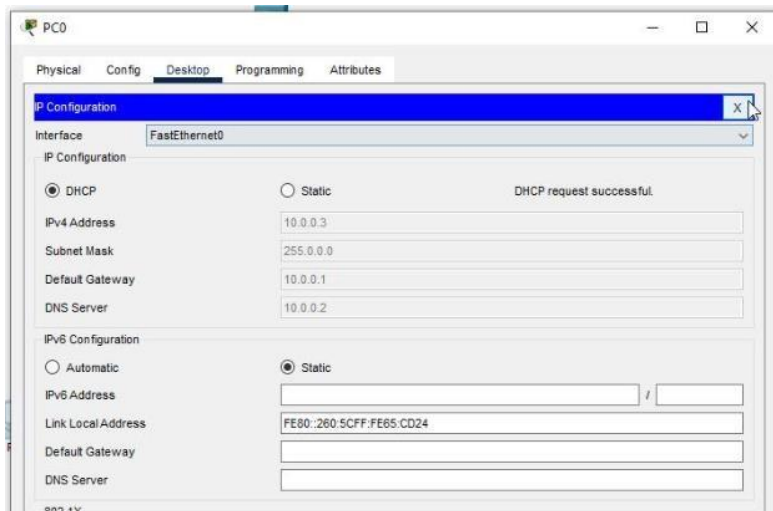 PC0
Physical Config Desktop Programming Attributes
IP Configuration X
Interface FastEthernet0
IP Configuration
DHCP Static DHCP request successful.
IPv4 Address 10.0.0.3
Subnet Mask 255.0.0.0
Default Gateway 10.0.0.1
DNS Server 10.0.0.2
IPv6 Configuration
Automatic Static
IPv6 Address /
Link Local Address FE80::260:5CFF:FE65:CD24
Default Gateway
DNS Server
802.1X